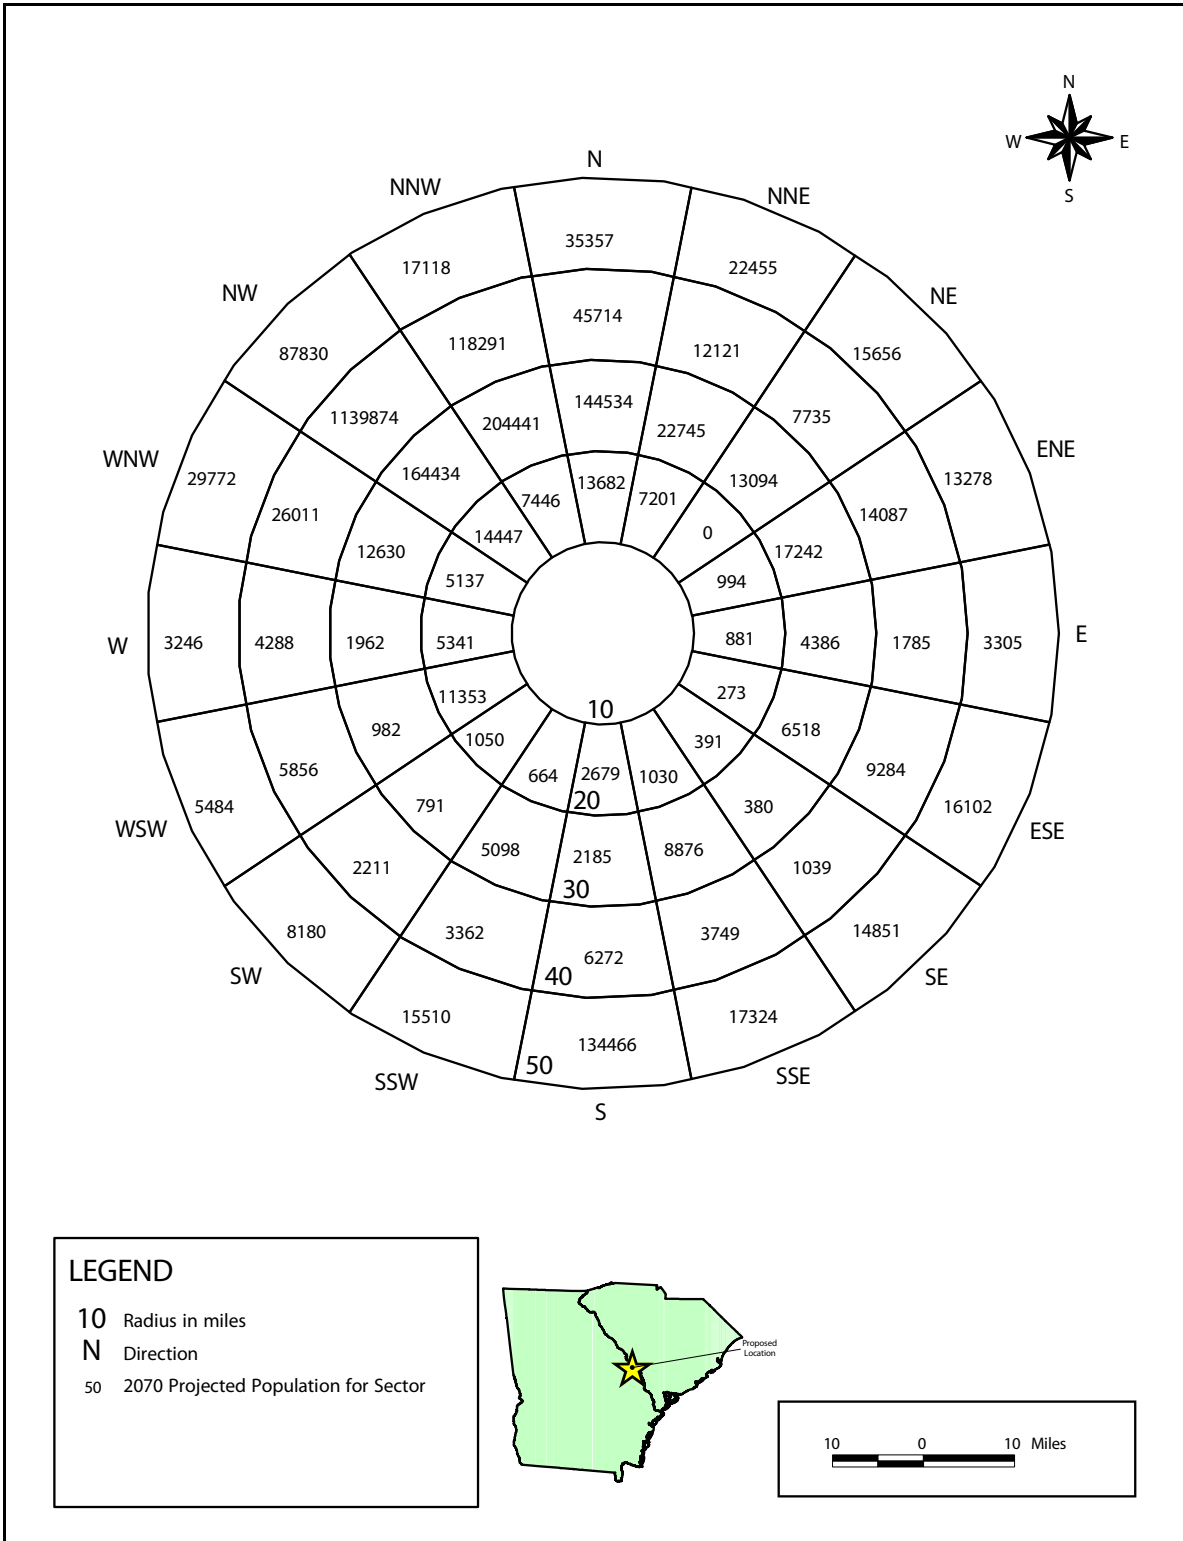 N
W E
S
N
NNW
NNE
35357
17118
22455
NW
NE
45714
118291
12121
87830
15656
144534
1139874
204441
22745
7735
WNW
ENE
29772
164434
13682
13094
13278
7446
7201
26011
14447
0
14087
12630
17242
5137
994
W
3246
4288
1962
5341
881
4386
1785
3305
E
11353
273
10
982
1050
391
6518
5856
664
2679
1030
9284
5484
791
20
380
16102
WSW
ESE
5098
2185
8876
2211
1039
30
8180
3362
3749
14851
6272
SW
40
SE
15510
17324
134466
50
SSW
SSE
S
LEGEND
10 Radius in miles
N Direction
50 2070 Projected Population for Sector
Proposed
Location
10 0 10 Miles